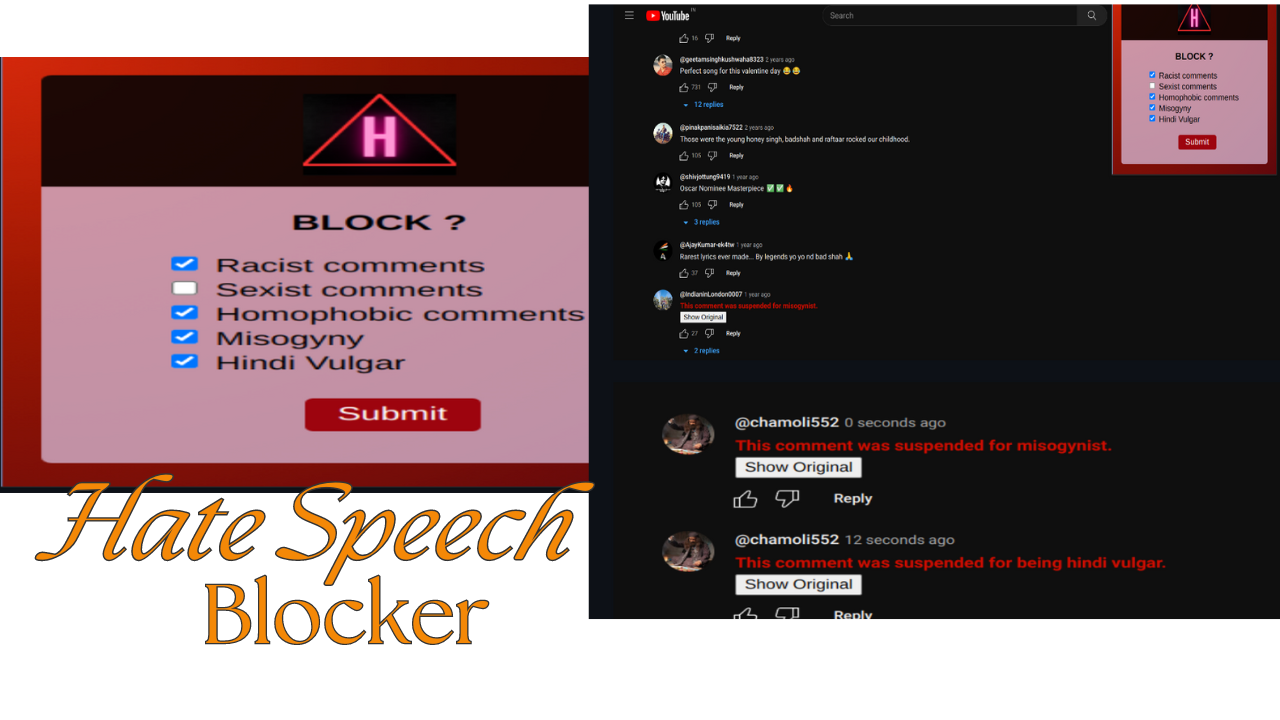 H
BLOCK ?
Racist comments
Sexist comments
Homophobic comments
Misogyny
Hindi Vulgar
Submit
Hate Speech
Blocker
YouTube IN
Search
16 Reply
@geetamsinghkushwaha8323 2 years ago
Perfect song for this valentine day 😂😂
731 Reply
12 replies
@pinakpanisaikia7522 2 years ago
Those were the young honey singh, badshah and raftaar rocked our childhood.
105 Reply
@shivjottung9419 1 year ago
Oscar Nominee Masterpiece ✅✅🔥
105 Reply
3 replies
@AjayKumar-ek4tw 1 year ago
Rarest lyrics ever made... By legends yo yo nd bad shah 🙏
37 Reply
@IndianinLondon0007 1 year ago
This comment was suspended for misogynist.
Show Original
27 Reply
2 replies
H
BLOCK ?
Racist comments
Sexist comments
Homophobic comments
Misogyny
Hindi Vulgar
Submit
@chamoli552 0 seconds ago
This comment was suspended for misogynist.
Show Original
Reply
@chamoli552 12 seconds ago
This comment was suspended for being hindi vulgar.
Show Original
Reply